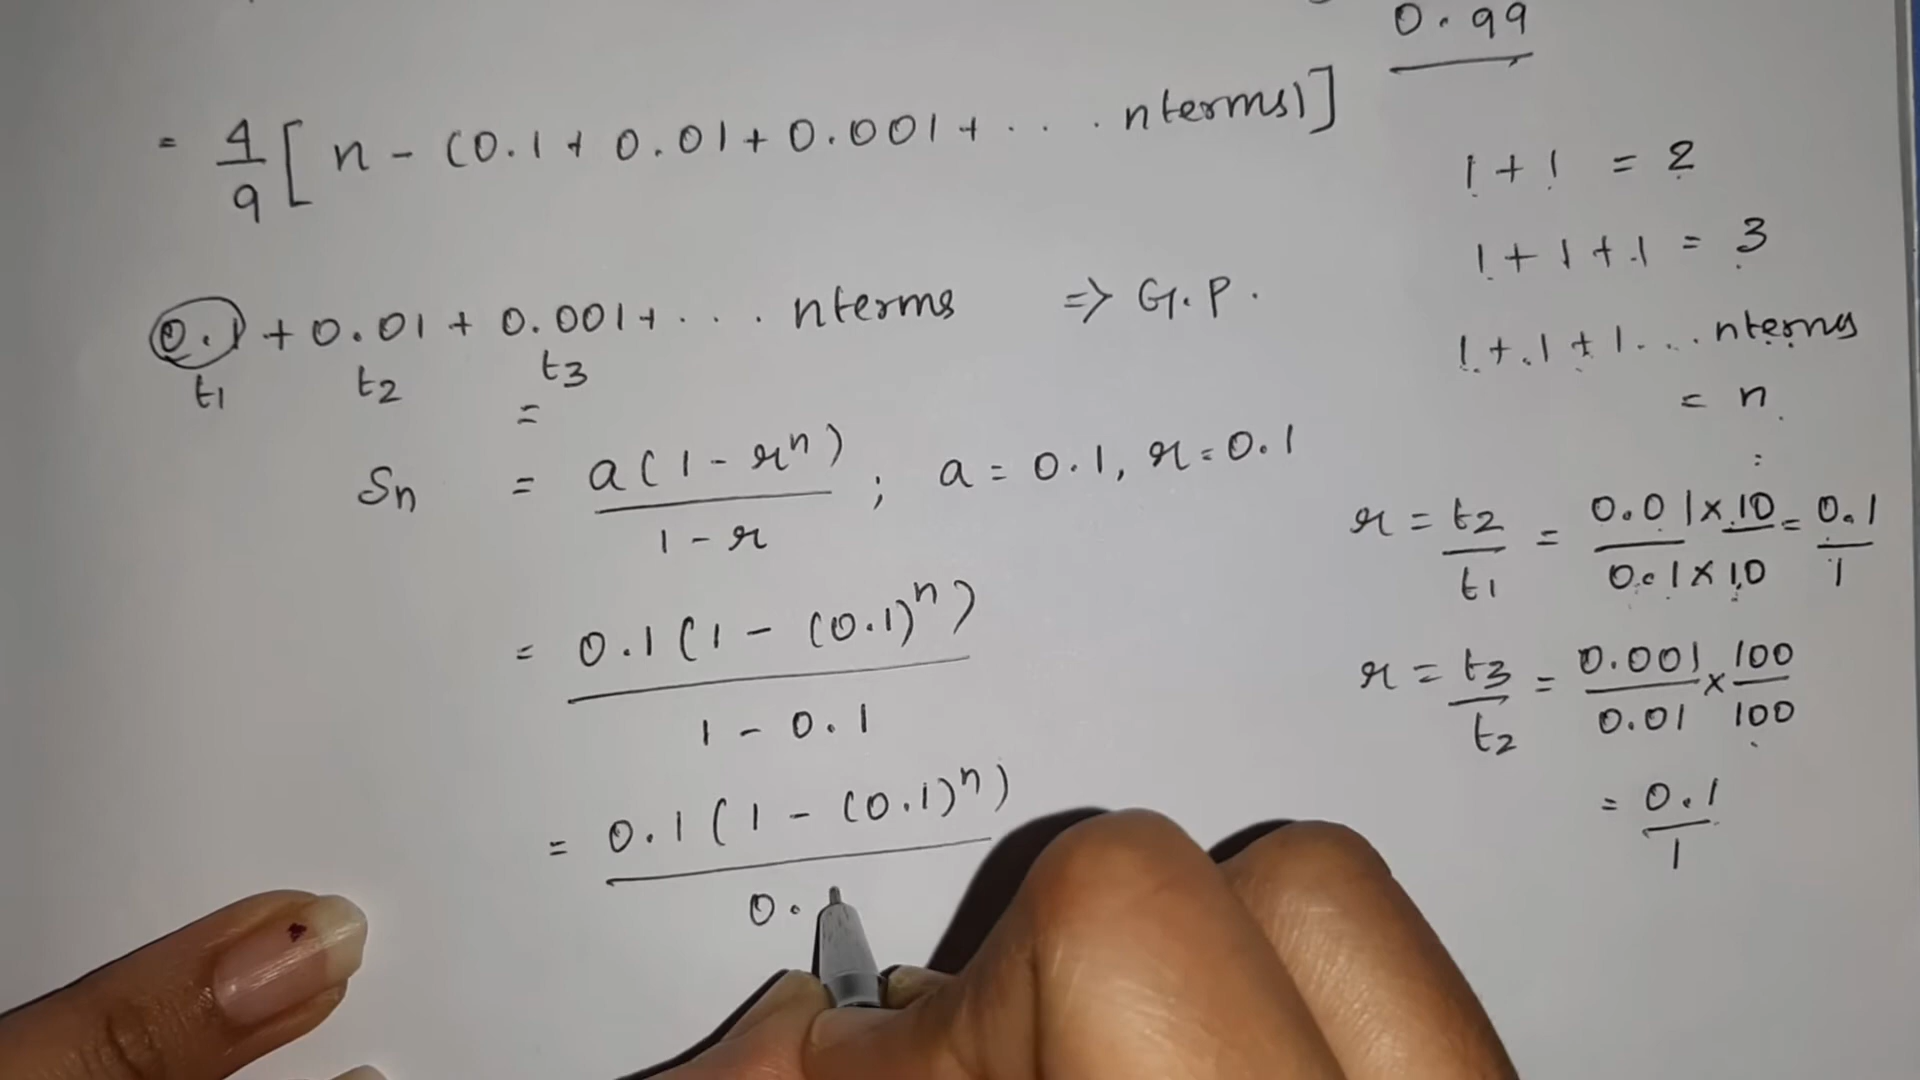 0.99
= 4/9 [ n - (0.1 + 0.01 + 0.001 + . . . . n terms) ]
0.1 + 0.01 + 0.001 + . . . . n terms => G.P.
t1 t2 t3
=
Sn = a(1 - r^n) / 1 - r ; a = 0.1, r = 0.1
= 0.1(1 - (0.1)^n) / 1 - 0.1
= 0.1(1 - (0.1)^n) / 0.
1 + 1 = 2
1 + 1 + 1 = 3
1 + 1 + 1 . . . n terms
= n
r = t2/t1 = 0.01 x 10 / 0.1 x 10 = 0.1/1
r = t3/t2 = 0.001/0.01 x 100/100
= 0.1/1